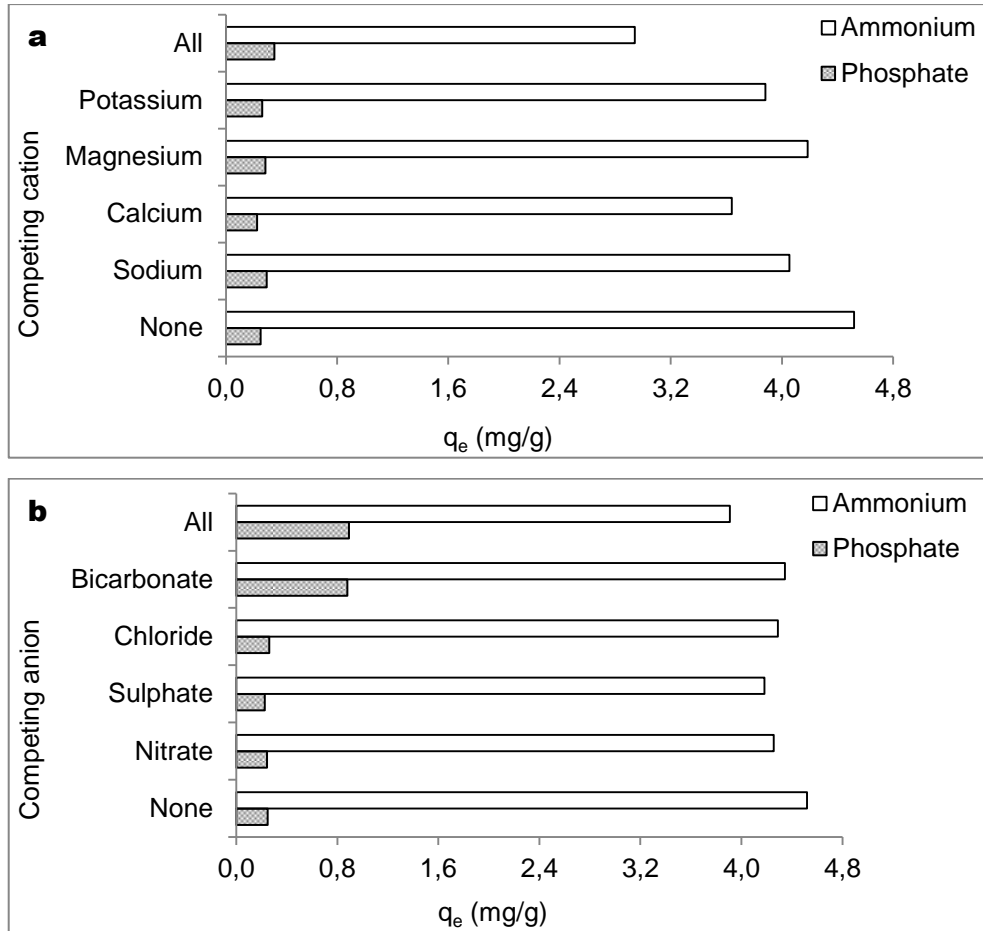 a
Ammonium
Phosphate
Competing cation
All
Potassium
Magnesium
Calcium
Sodium
None
0,0 0,8 1,6 2,4 3,2 4,0 4,8
qe (mg/g)
b
Ammonium
Phosphate
Competing anion
All
Bicarbonate
Chloride
Sulphate
Nitrate
None
0,0 0,8 1,6 2,4 3,2 4,0 4,8
qe (mg/g)